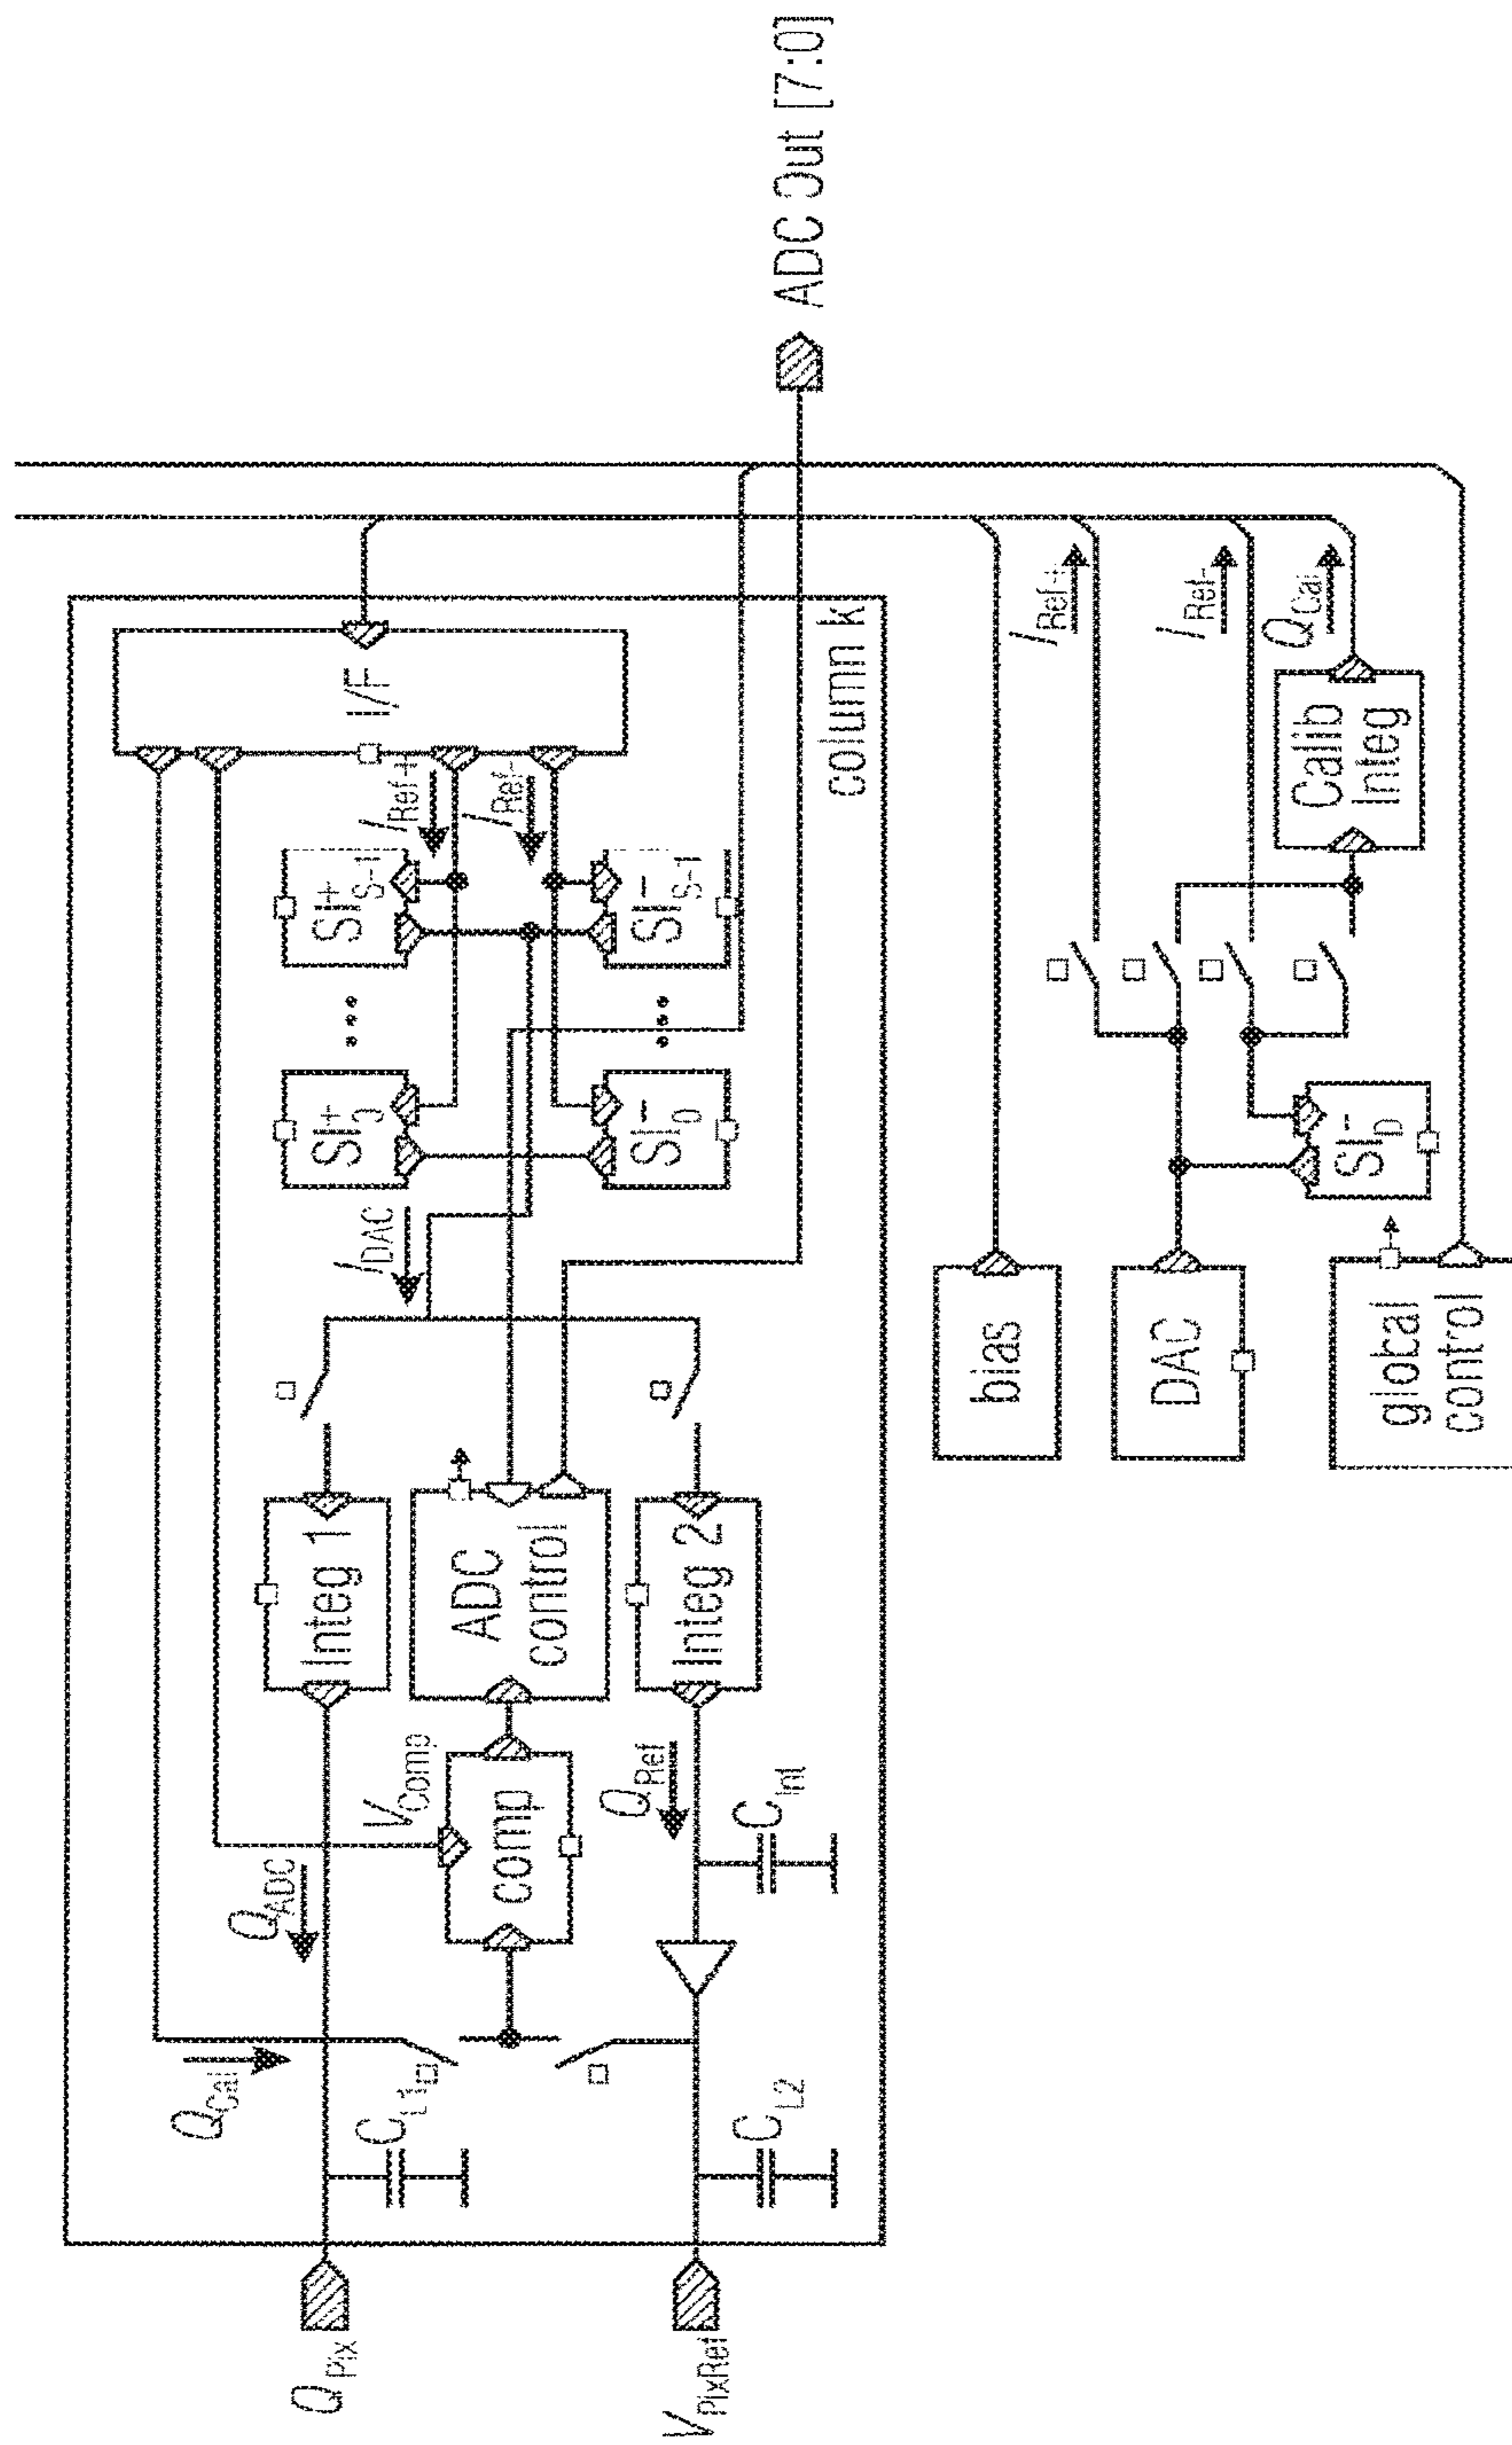 Q_Pix
V_PixRef
Q_Cal
C_L1
C_L2
Q_ADC
V_Comp
comp
Q_Ref
C_Int
Integ 1
ADC
control
Integ 2
I_DAC
SI+_0
SI-_0
SI+_S-1
SI-_S-1
I_Ref+
I_Ref-
I/F
column k
ADC Out [7:0]
bias
DAC
global
control
SI-_D
Calib
Integ
I_Ref+
I_Ref-
Q_Cal